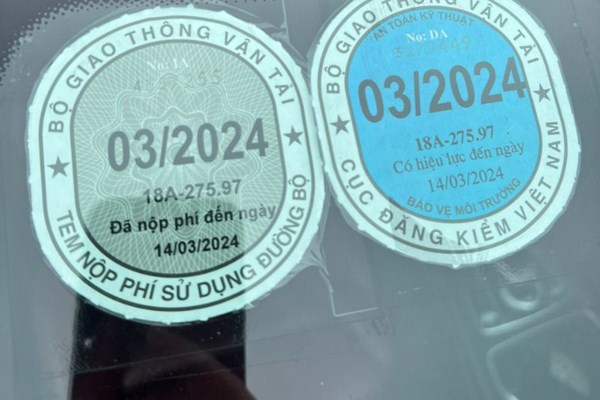 BỘ GIAO THÔNG VẬN TẢI
No: IA
03/2024
18A-275.97
Đã nộp phí đến ngày
14/03/2024
TEM NỘP PHÍ SỬ DỤNG ĐƯỜNG BỘ
BỘ GIAO THÔNG VẬN TẢI
AN TOÀN KỸ THUẬT
No: DA
03/2024
18A-275.97
Có hiệu lực đến ngày
14/03/2024
BẢO VỆ MÔI TRƯỜNG
CỤC ĐĂNG KIỂM VIỆT NAM